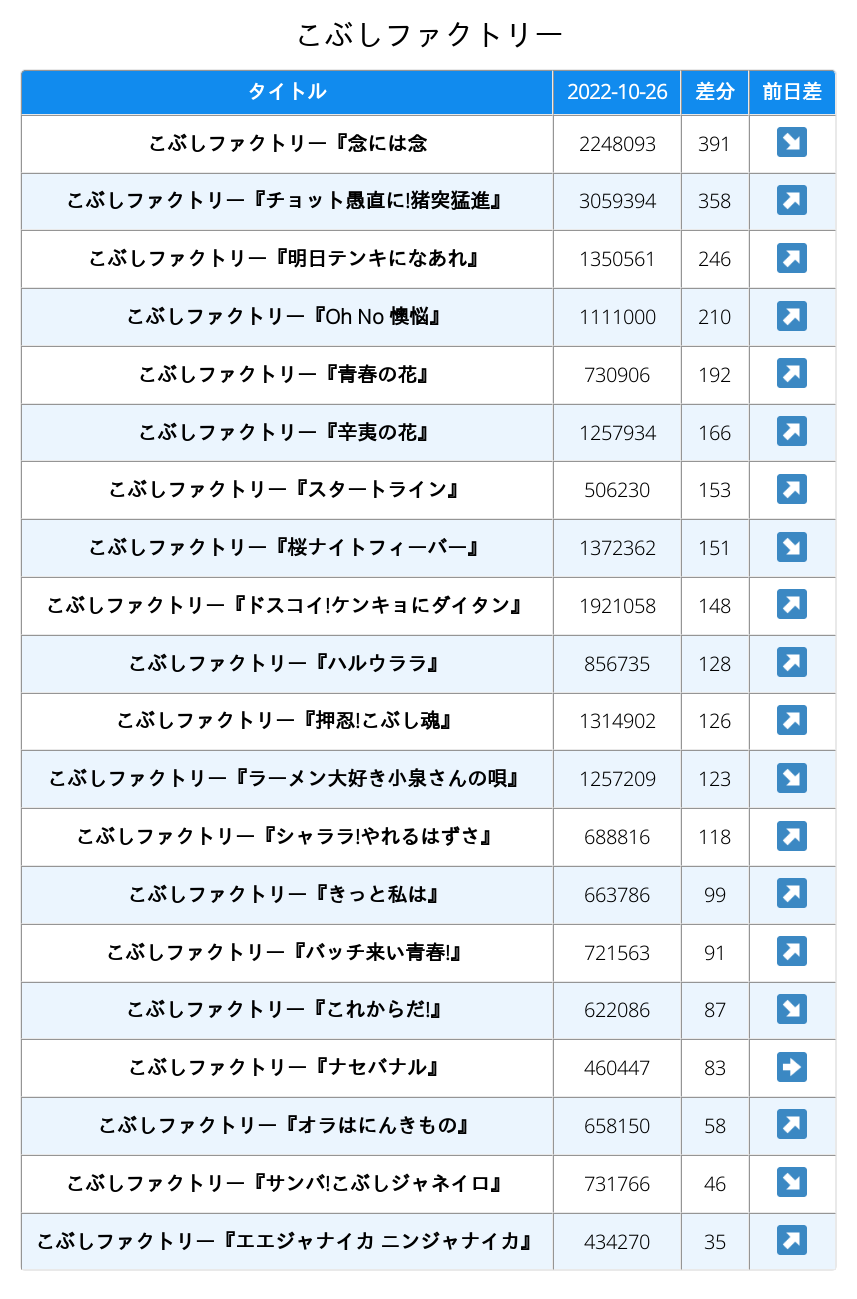 こぶしファクトリー
タイトル 2022-10-26 差分 前日差
こぶしファクトリー『念には念 2248093 391 ↘
こぶしファクトリー『チョット愚直に!猪突猛進』 3059394 358 ↗
こぶしファクトリー『明日テンキになあれ』 1350561 246 ↗
こぶしファクトリー『Oh No 懊悩』 1111000 210 ↗
こぶしファクトリー『青春の花』 730906 192 ↗
こぶしファクトリー『辛夷の花』 1257934 166 ↗
こぶしファクトリー『スタートライン』 506230 153 ↗
こぶしファクトリー『桜ナイトフィーバー』 1372362 151 ↘
こぶしファクトリー『ドスコイ!ケンキョにダイタン』 1921058 148 ↗
こぶしファクトリー『ハルウララ』 856735 128 ↗
こぶしファクトリー『押忍!こぶし魂』 1314902 126 ↗
こぶしファクトリー『ラーメン大好き小泉さんの唄』 1257209 123 ↘
こぶしファクトリー『シャララ!やれるはずさ』 688816 118 ↗
こぶしファクトリー『きっと私は』 663786 99 ↗
こぶしファクトリー『バッチ来い青春!』 721563 91 ↗
こぶしファクトリー『これからだ!』 622086 87 ↘
こぶしファクトリー『ナセバナル』 460447 83 →
こぶしファクトリー『オラはにんきもの』 658150 58 ↗
こぶしファクトリー『サンバ!こぶしジャネイロ』 731766 46 ↘
こぶしファクトリー『エエジャナイカ ニンジャナイカ』 434270 35 ↗